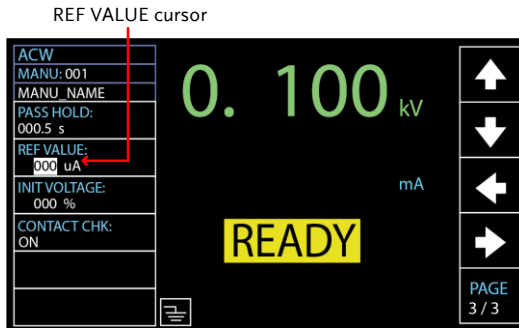 REF VALUE cursor
ACW
MANU: 001
MANU_NAME
PASS HOLD:
000.5 s
REF VALUE:
000 uA
INIT VOLTAGE:
000 %
CONTACT CHK:
ON
0. 100 kV
mA
READY
PAGE
3 / 3